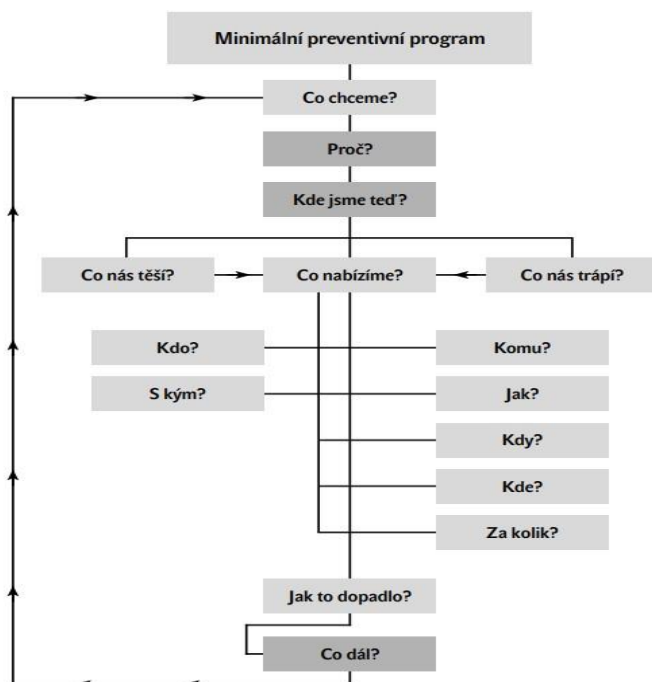 Minimální preventivní program
Co chceme?
Proč?
Kde jsme teď?
Co nás těší?
Co nabízíme?
Co nás trápí?
Kdo?
Komu?
S kým?
Jak?
Kdy?
Kde?
Za kolik?
Jak to dopadlo?
Co dál?